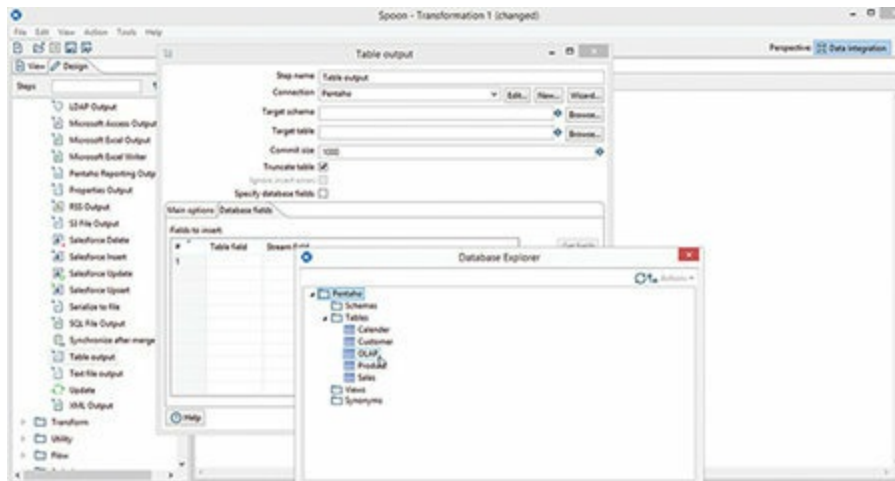 Spoon - Transformation 1 (changed)
File Edit View Action Tools Help
Perspective: Data Integration
View Design
Steps
LDAP Output
Microsoft Access Output
Microsoft Excel Output
Microsoft Excel Writer
Pentaho Reporting Outp
Properties Output
RSS Output
S3 File Output
Salesforce Delete
Salesforce Insert
Salesforce Update
Salesforce Upsert
Serialize to file
SQL File Output
Synchronize after merge
Table output
Text file output
Update
XML Output
Transform
Utility
Flow
Table output
Step name Table output
Connection Pentaho Edit... New... Wizard...
Target schema Browse...
Target table Browse...
Commit size 1000
Truncate table
Ignore insert errors
Specify database fields
Main options Database fields
Fields to insert:
# Table field Stream field
1
Help
Database Explorer
Actions
Pentaho
Schemas
Tables
Calender
Customer
OLAP
Product
Sales
Views
Synonyms